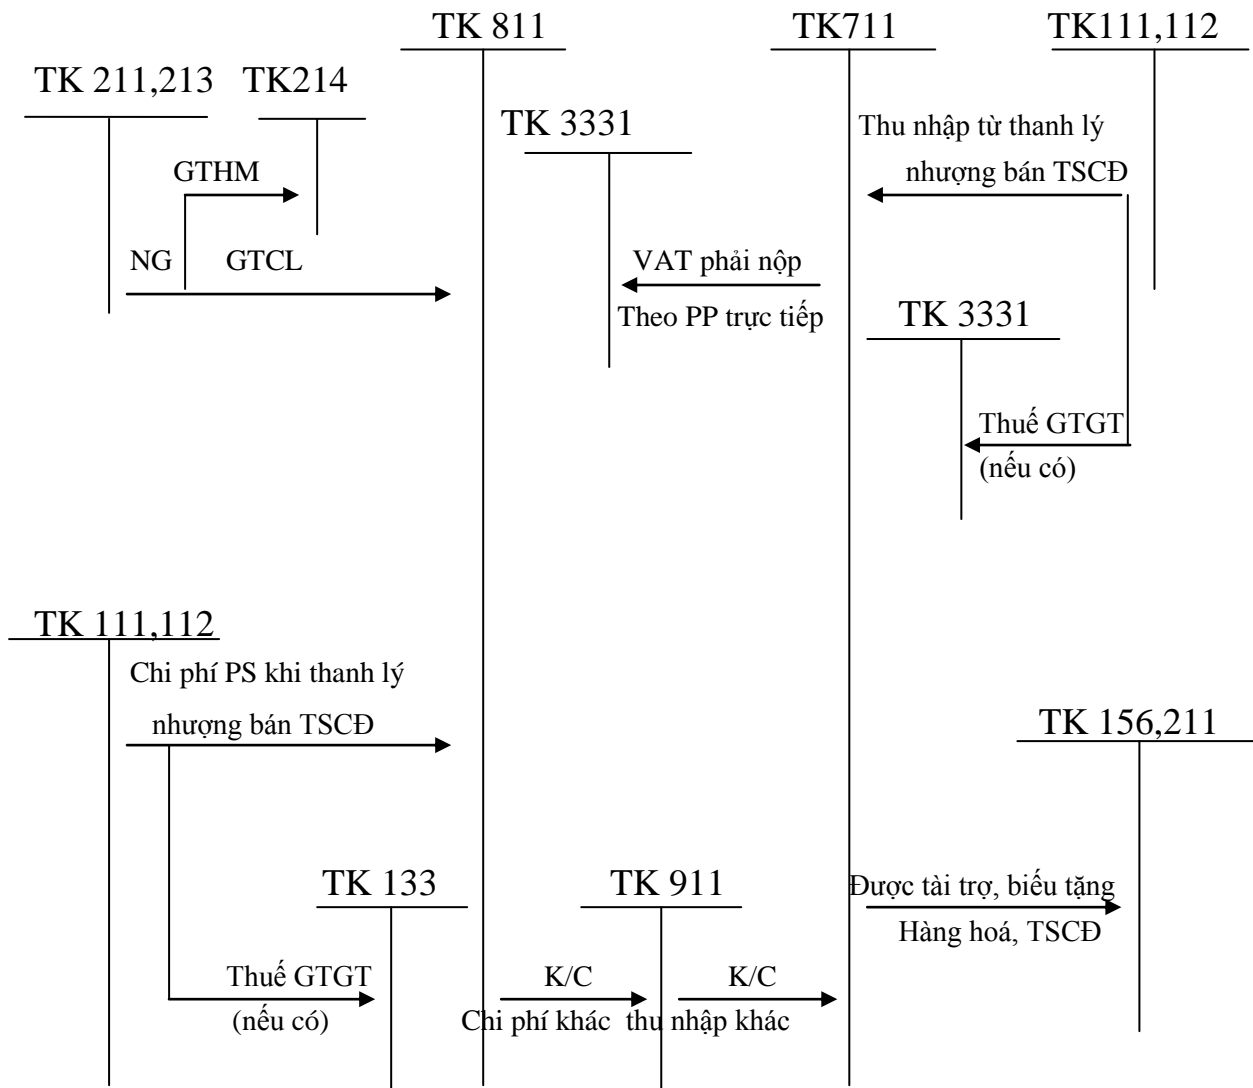 TK 811
TK711
TK111,112
TK 211,213
TK214
TK 3331
Thu nhập từ thanh lý
nhượng bán TSCĐ
GTHM
NG
GTCL
VAT phải nộp
Theo PP trực tiếp
TK 3331
Thuế GTGT
(nếu có)
TK 111,112
Chi phí PS khi thanh lý
nhượng bán TSCĐ
TK 156,211
TK 133
TK 911
Được tài trợ, biếu tặng
Hàng hoá, TSCĐ
Thuế GTGT
(nếu có)
K/C
Chi phí khác
K/C
thu nhập khác